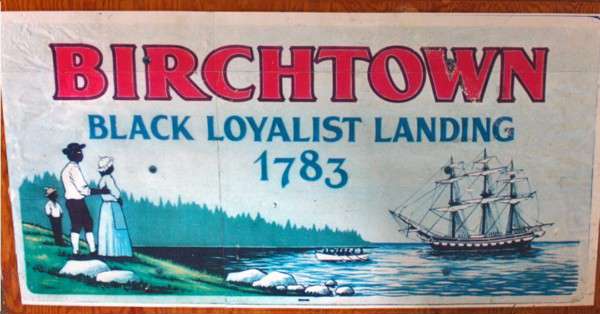 BIRCHTOWN
BLACK LOYALIST LANDING
1783